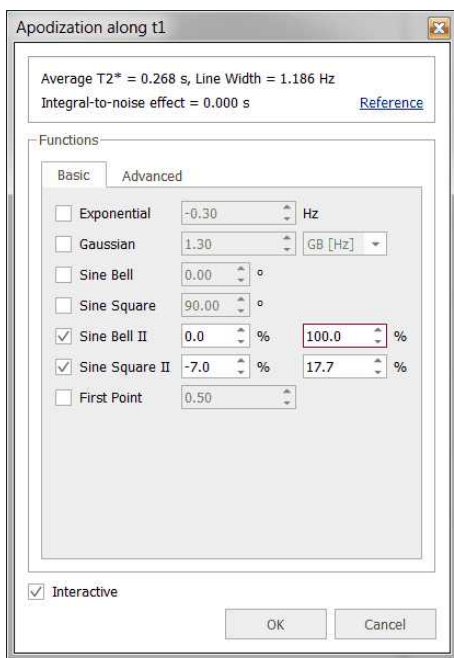 Apodization along t1
Average T2* = 0.268 s, Line Width = 1.186 Hz
Integral-to-noise effect = 0.000 s Reference
Functions
Basic Advanced
Exponential -0.30 Hz
Gaussian 1.30 GB [Hz]
Sine Bell 0.00 °
Sine Square 90.00 °
Sine Bell II 0.0 % 100.0 %
Sine Square II -7.0 % 17.7 %
First Point 0.50
Interactive
OK Cancel